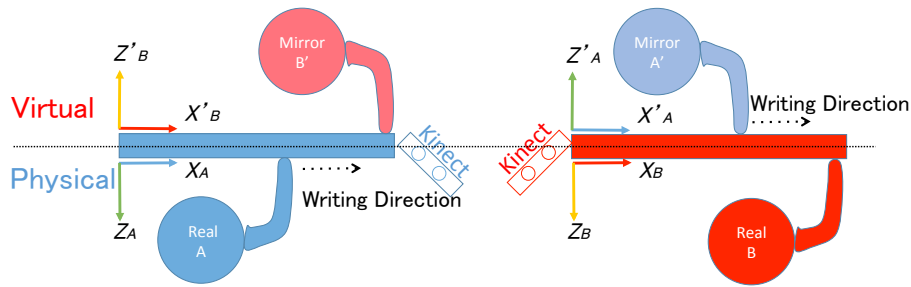 Z'B
Mirror
B'
Virtual
X'B
Kinect
Physical
XA
Writing Direction
ZA
Real
A
Z'A
Mirror
A'
Writing Direction
X'A
Kinect
XB
ZB
Real
B